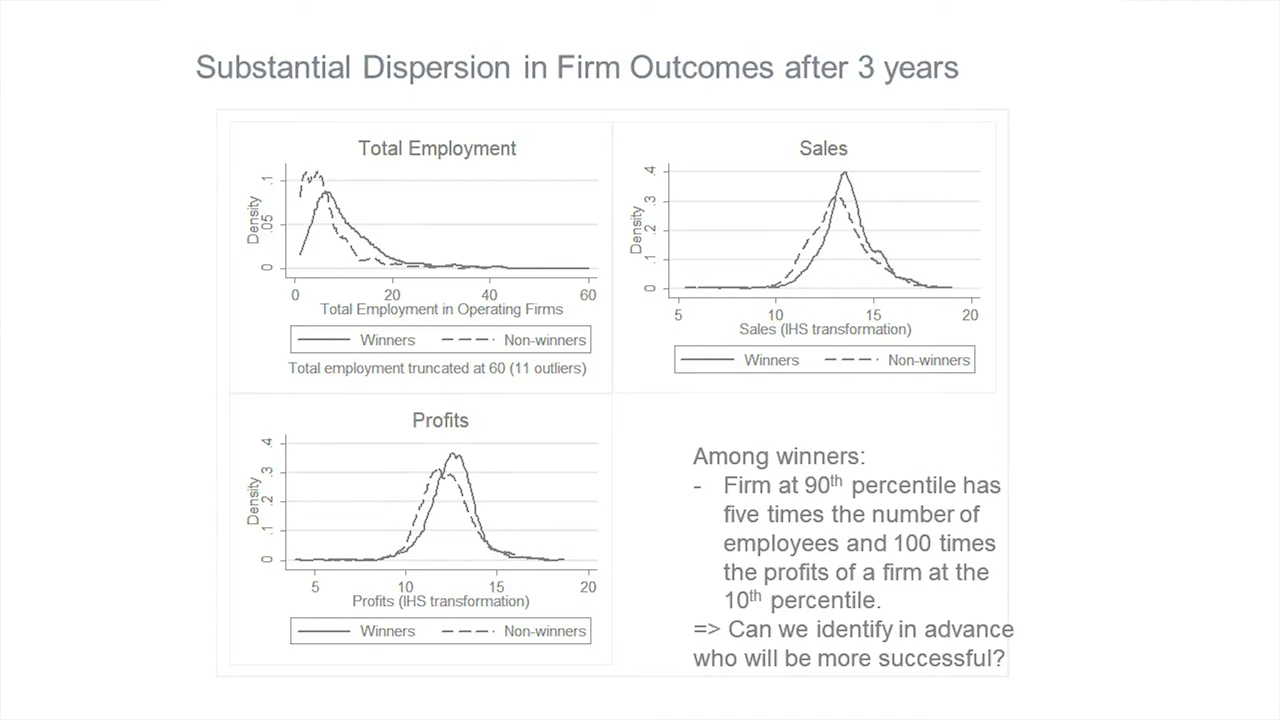 Substantial Dispersion in Firm Outcomes after 3 years
Total Employment
Density
0
.05
.1
0
20
40
60
Total Employment in Operating Firms
Winners
Non-winners
Total employment truncated at 60 (11 outliers)
Sales
Density
0
.1
.2
.3
.4
5
10
15
20
Sales (IHS transformation)
Winners
Non-winners
Profits
Density
0
.1
.2
.3
.4
5
10
15
20
Profits (IHS transformation)
Winners
Non-winners
Among winners:
- Firm at 90th percentile has
five times the number of
employees and 100 times
the profits of a firm at the
10th percentile.
=> Can we identify in advance
who will be more successful?